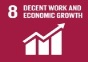 8 DECENT WORK AND
ECONOMIC GROWTH